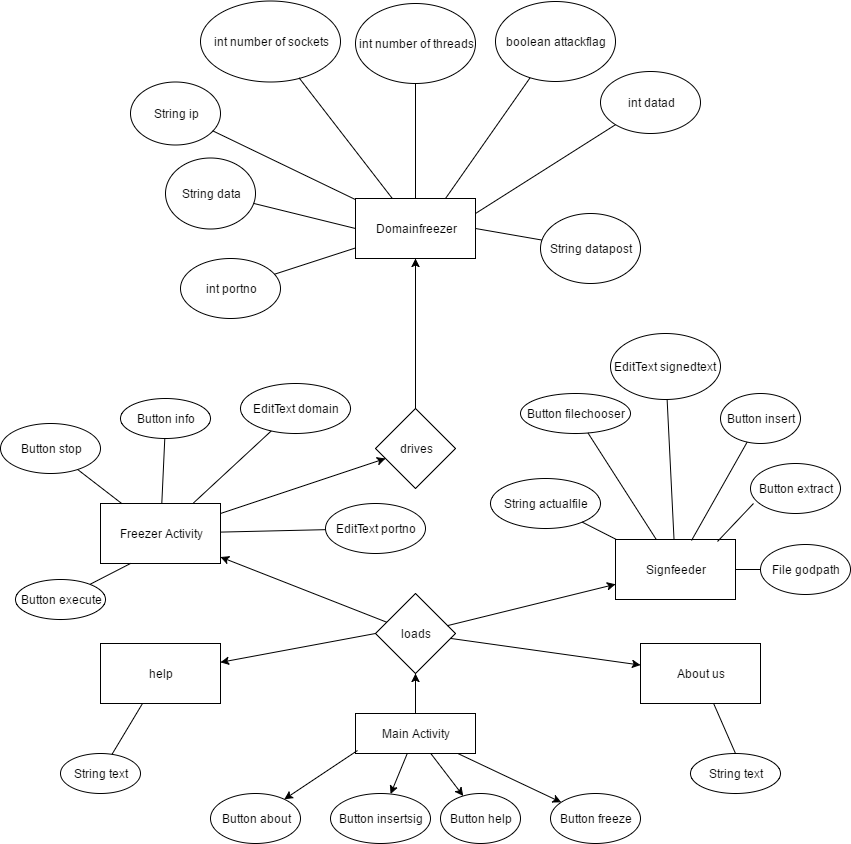 int number of sockets
int number of threads
boolean attackflag
int datad
String ip
String data
Domainfreezer
String datapost
int portno
EditText signedtext
EditText domain
Button info
Button filechooser
Button insert
Button stop
drives
Button extract
String actualfile
EditText portno
Freezer Activity
Signfeeder
File godpath
Button execute
loads
help
About us
Main Activity
String text
String text
Button about
Button insertsig
Button help
Button freeze